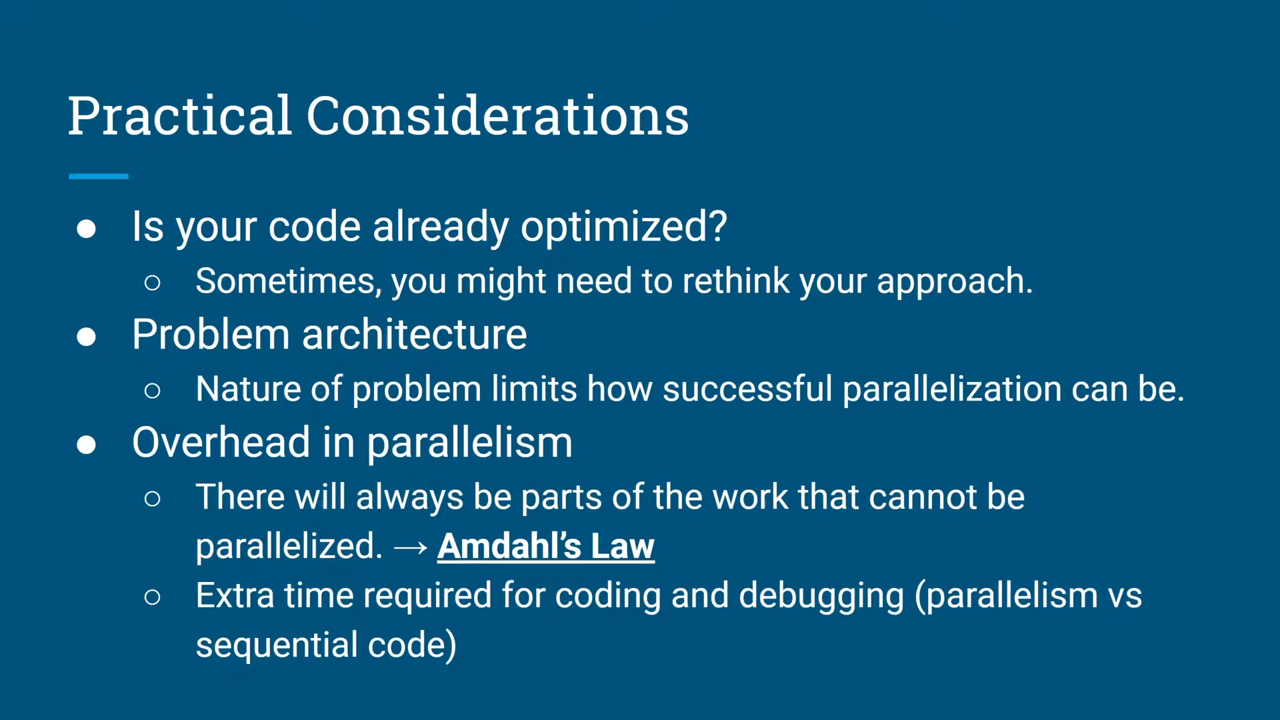 Practical Considerations
● Is your code already optimized?
○ Sometimes, you might need to rethink your approach.
● Problem architecture
○ Nature of problem limits how successful parallelization can be.
● Overhead in parallelism
○ There will always be parts of the work that cannot be
parallelized. → Amdahl’s Law
○ Extra time required for coding and debugging (parallelism vs
sequential code)